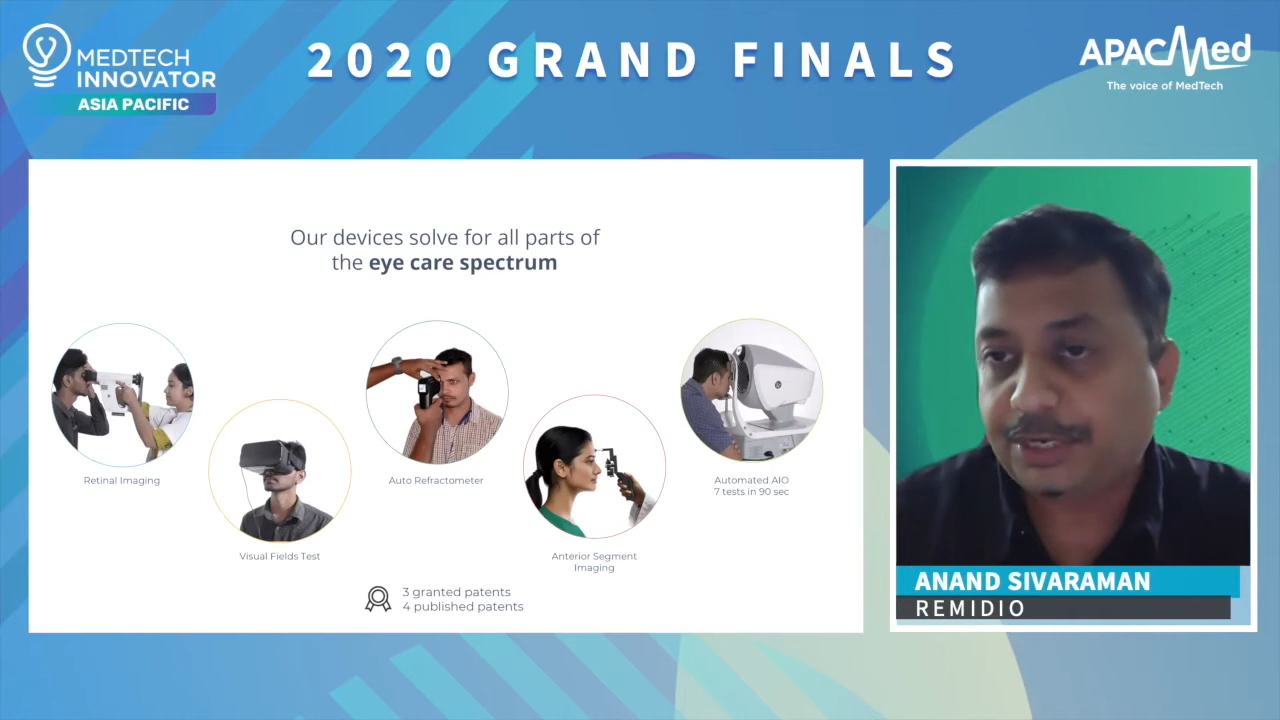 MEDTECH
INNOVATOR
ASIA PACIFIC
2020 GRAND FINALS
APACMed
The voice of MedTech
Our devices solve for all parts of
the eye care spectrum
Retinal Imaging
Visual Fields Test
Auto Refractometer
Anterior Segment
Imaging
Automated AIO
7 tests in 90 sec
3 granted patents
4 published patents
ANAND SIVARAMAN
REMIDIO